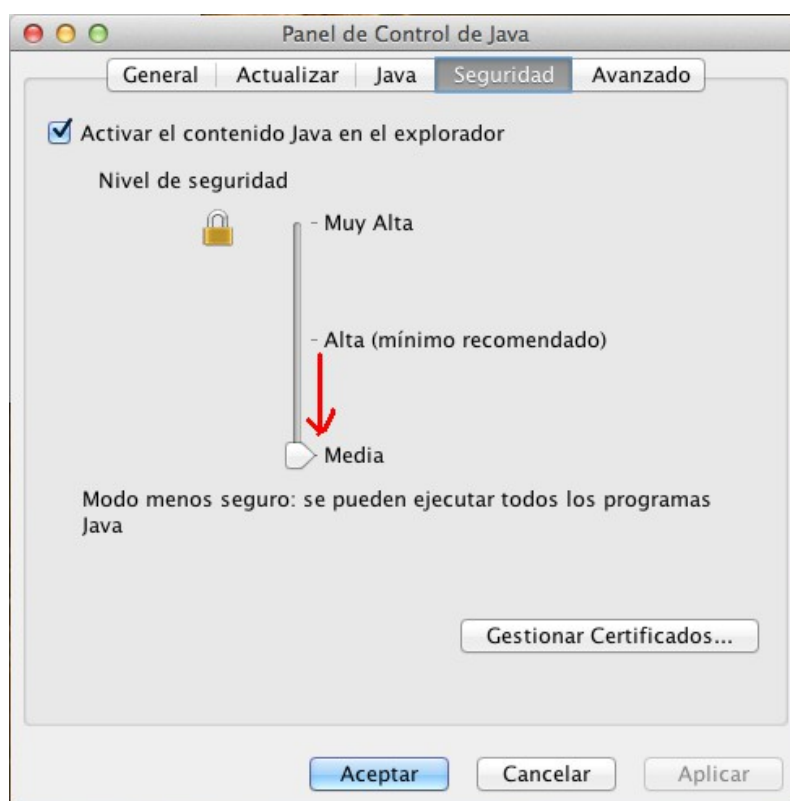 Panel de Control de Java
General Actualizar Java Seguridad Avanzado
Activar el contenido Java en el explorador
Nivel de seguridad
- Muy Alta
- Alta (mínimo recomendado)
- Media
Modo menos seguro: se pueden ejecutar todos los programas
Java
Gestionar Certificados...
Aceptar Cancelar Aplicar